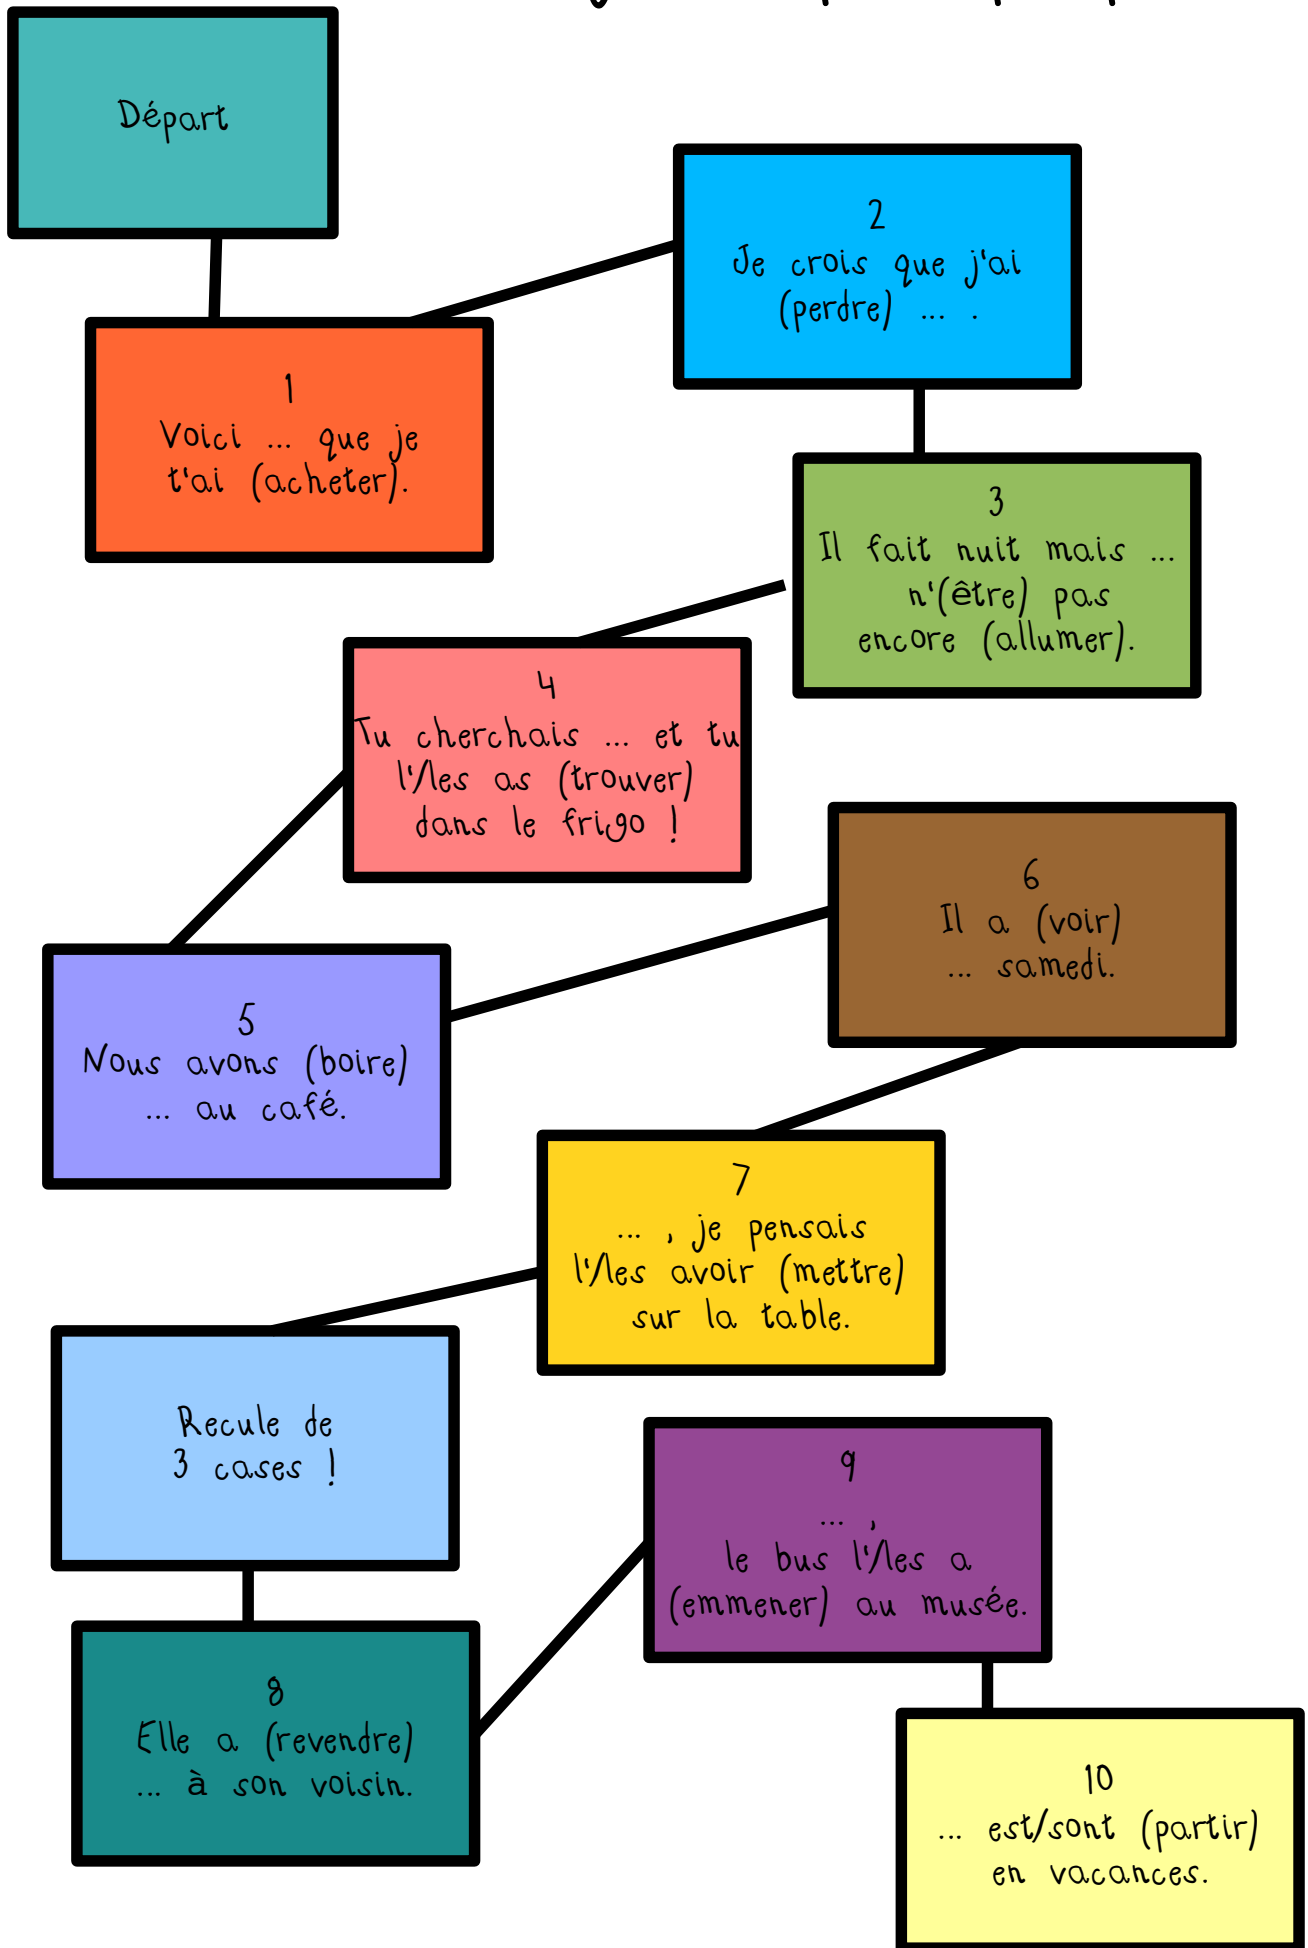 Départ
1
Voici ... que je
t'ai (acheter).
2
Je crois que j'ai
(perdre) ... .
3
Il fait nuit mais ...
n'(être) pas
encore (allumer).
4
Tu cherchais ... et tu
l'/les as (trouver)
dans le frigo !
5
Nous avons (boire)
... au café.
6
Il a (voir)
... samedi.
7
... , je pensais
l'/les avoir (mettre)
sur la table.
Recule de
3 cases !
8
Elle a (revendre)
... à son voisin.
9
... ,
le bus l'/les a
(emmener) au musée.
10
... est/sont (partir)
en vacances.